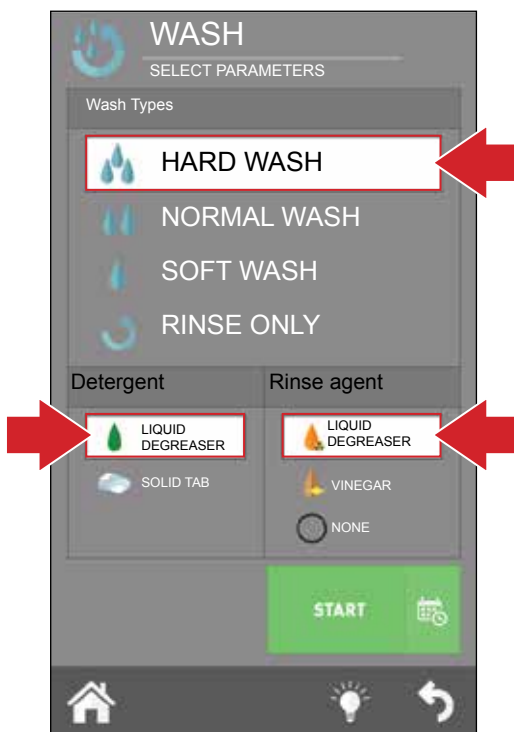 WASH
SELECT PARAMETERS
Wash Types
HARD WASH
NORMAL WASH
SOFT WASH
RINSE ONLY
Detergent
Rinse agent
LIQUID
DEGREASER
SOLID TAB
LIQUID
DEGREASER
VINEGAR
NONE
START